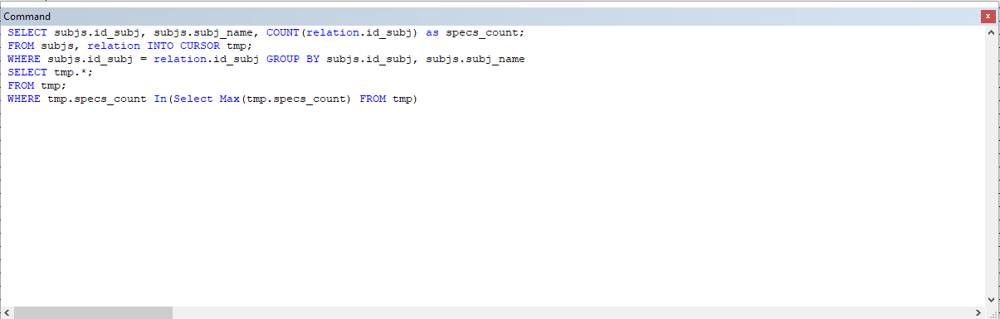 Command
SELECT subjs.id_subj, subjs.subj_name, COUNT(relation.id_subj) as specs_count;
FROM subjs, relation INTO CURSOR tmp;
WHERE subjs.id_subj = relation.id_subj GROUP BY subjs.id_subj, subjs.subj_name
SELECT tmp.*;
FROM tmp;
WHERE tmp.specs_count In(Select Max(tmp.specs_count) FROM tmp)